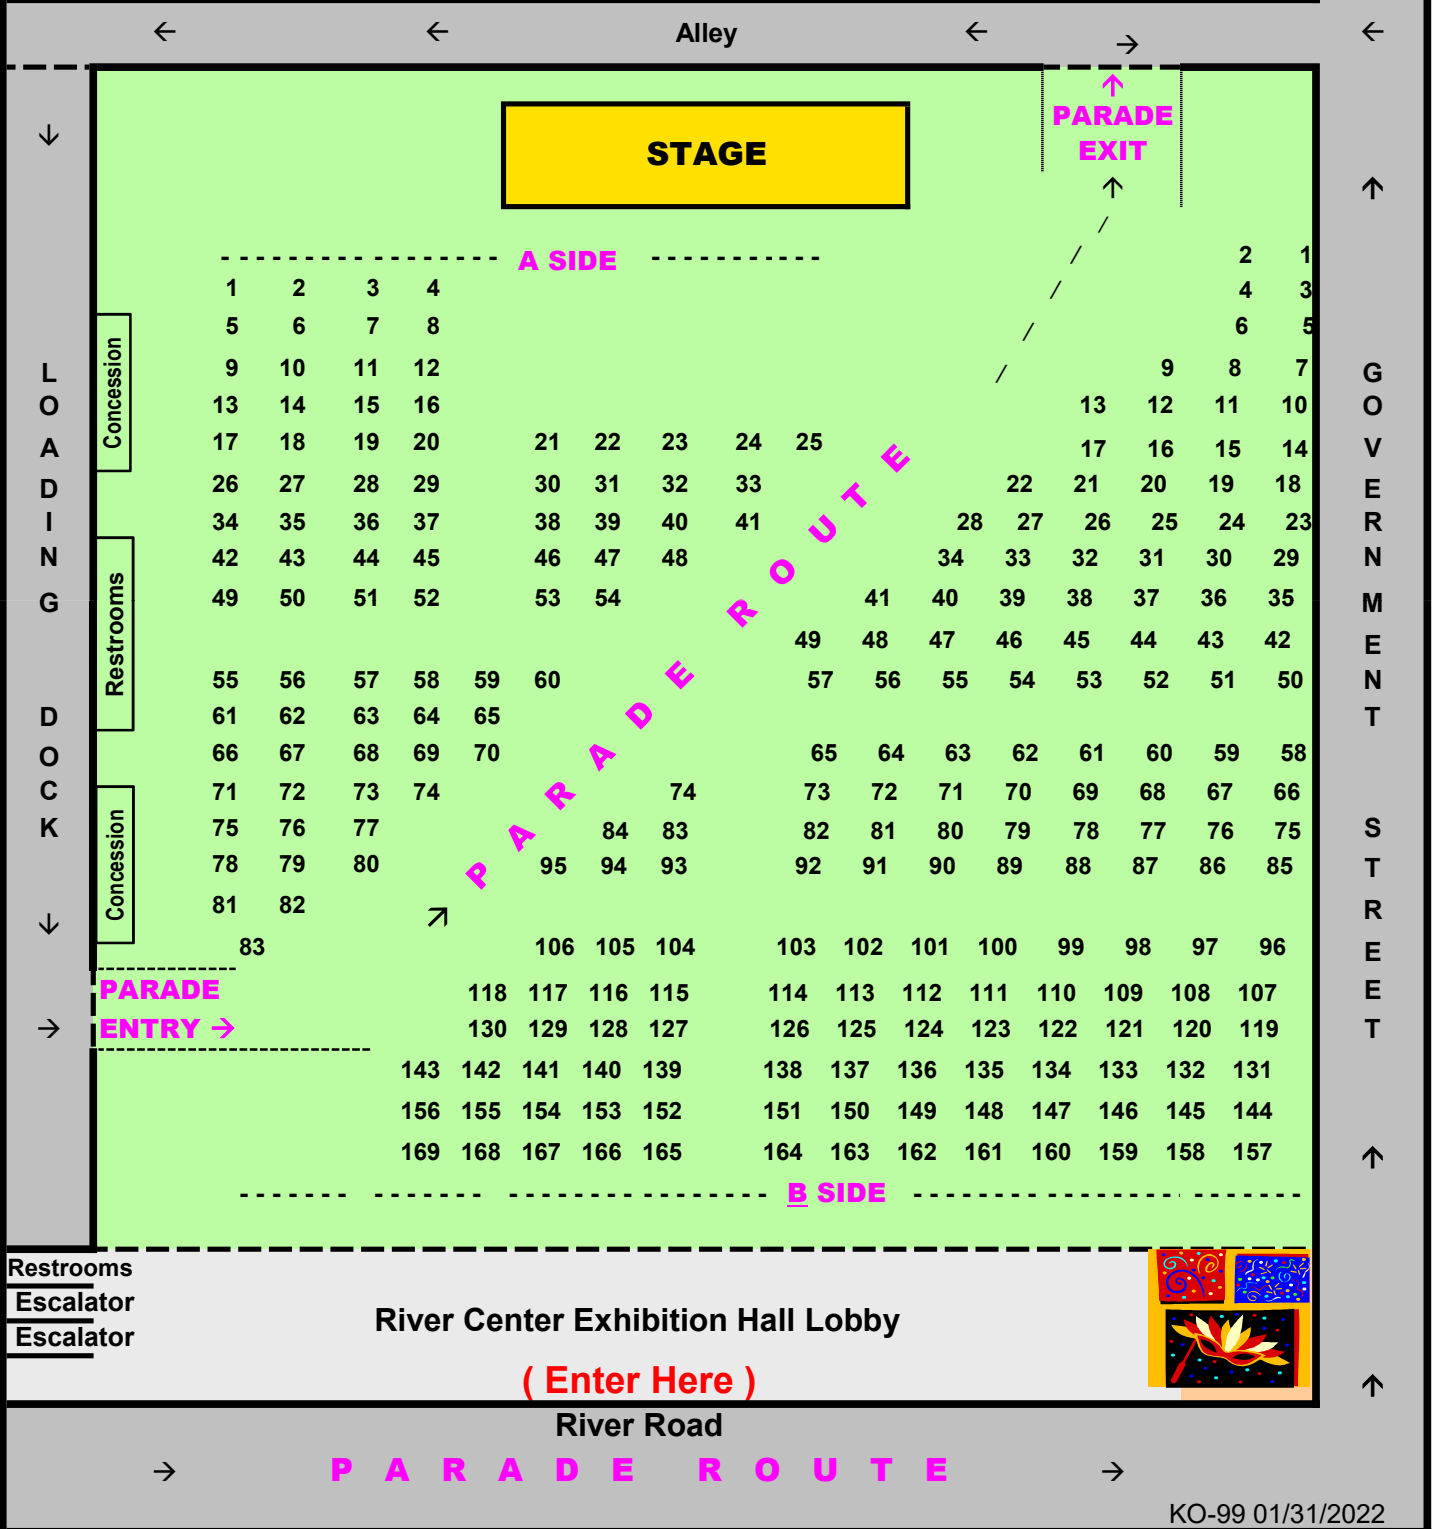 ← ← Alley ← → ←
PARADE
EXIT
STAGE
A SIDE
2 1
1 2 3 4
4 3
5 6 7 8
6 5
9 10 11 12
9 8 7
13 14 15 16
13 12 11 10
17 18 19 20 21 22 23 24 25
17 16 15 14
26 27 28 29 30 31 32 33
22 21 20 19 18
34 35 36 37 38 39 40 41
28 27 26 25 24 23
42 43 44 45 46 47 48
34 33 32 31 30 29
49 50 51 52 53 54
41 40 39 38 37 36 35
49 48 47 46 45 44 43 42
55 56 57 58 59 60
57 56 55 54 53 52 51 50
61 62 63 64 65
66 67 68 69 70
65 64 63 62 61 60 59 58
71 72 73 74
74 73 72 71 70 69 68 67 66
75 76 77
84 83 82 81 80 79 78 77 76 75
78 79 80
95 94 93 92 91 90 89 88 87 86 85
81 82
83
106 105 104 103 102 101 100 99 98 97 96
118 117 116 115 114 113 112 111 110 109 108 107
130 129 128 127 126 125 124 123 122 121 120 119
143 142 141 140 139 138 137 136 135 134 133 132 131
156 155 154 153 152 151 150 149 148 147 146 145 144
169 168 167 166 165 164 163 162 161 160 159 158 157
B SIDE
PARADE ROUTE
Concession
Restrooms
Concession
LOADING DOCK
GOVERNMENT STREET
PARADE
ENTRY →
Restrooms
Escalator
Escalator
River Center Exhibition Hall Lobby
( Enter Here )
River Road
→ PARADE ROUTE →
KO-99 01/31/2022